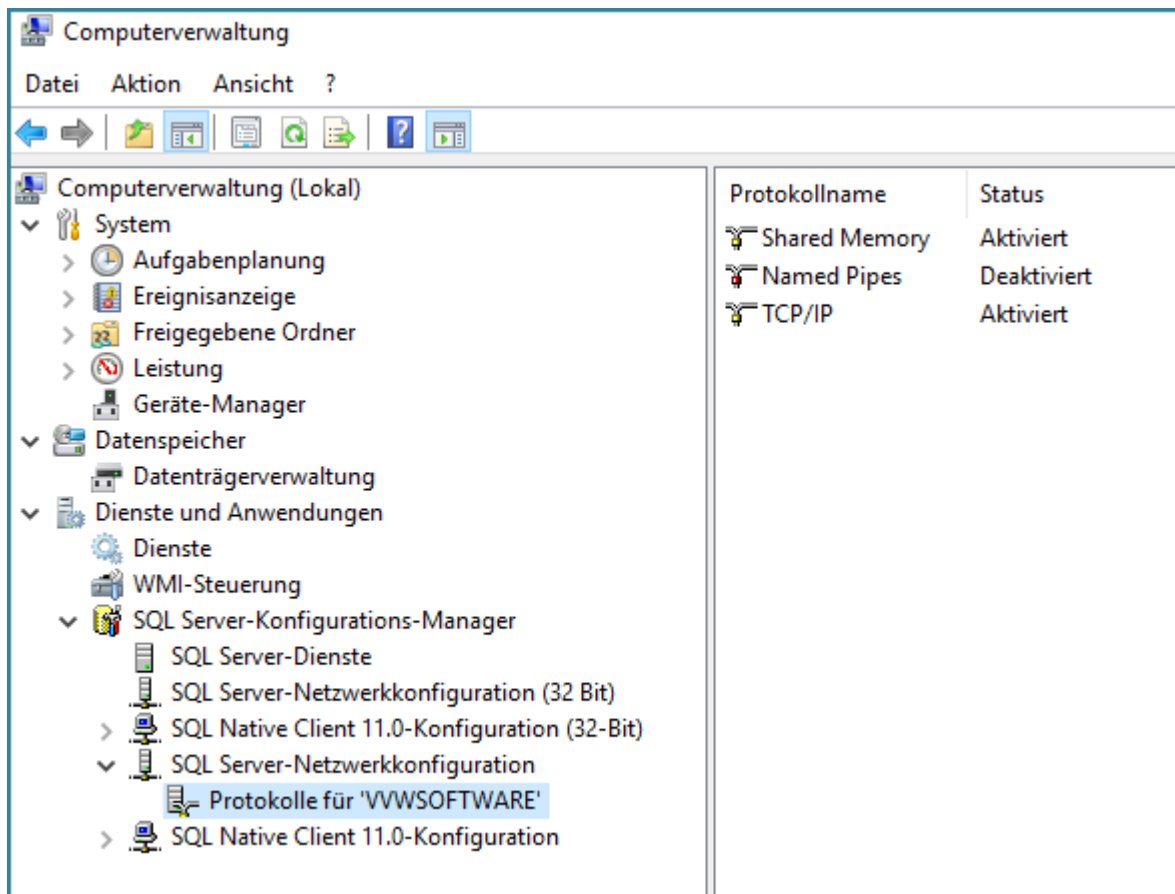 Computerverwaltung
Datei Aktion Ansicht ?
Computerverwaltung (Lokal)
System
Aufgabenplanung
Ereignisanzeige
Freigegebene Ordner
Leistung
Geräte-Manager
Datenspeicher
Datenträgerverwaltung
Dienste und Anwendungen
Dienste
WMI-Steuerung
SQL Server-Konfigurations-Manager
SQL Server-Dienste
SQL Server-Netzwerkkonfiguration (32 Bit)
SQL Native Client 11.0-Konfiguration (32-Bit)
SQL Server-Netzwerkkonfiguration
Protokolle für 'VVWSOFTWARE'
SQL Native Client 11.0-Konfiguration
Protokollname Status
Shared Memory Aktiviert
Named Pipes Deaktiviert
TCP/IP Aktiviert